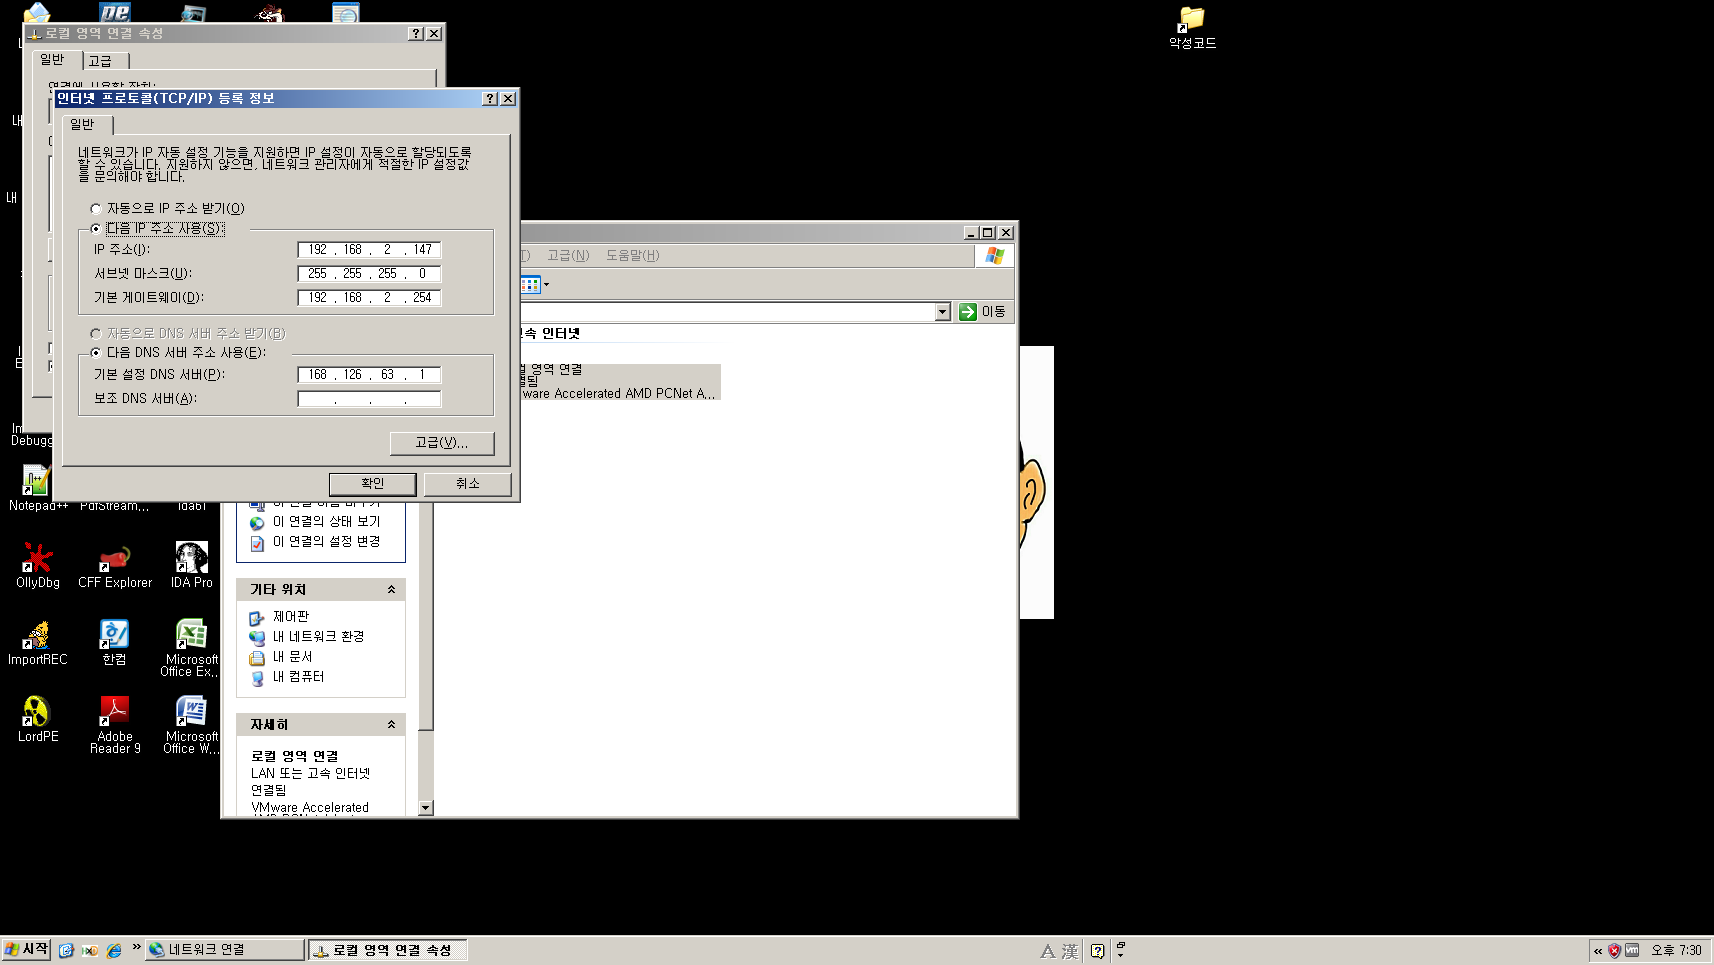 악성코드
로컬 영역 연결 속성
일반
고급
인터넷 프로토콜(TCP/IP) 등록 정보
일반
네트워크가 IP 자동 설정 기능을 지원하면 IP 설정이 자동으로 할당되도록
할 수 있습니다. 지원하지 않으면, 네트워크 관리자에게 적절한 IP 설정값
을 문의해야 합니다.
자동으로 IP 주소 받기(O)
다음 IP 주소 사용(S):
IP 주소(I): 192 . 168 . 2 . 147
서브넷 마스크(U): 255 . 255 . 255 . 0
기본 게이트웨이(D): 192 . 168 . 2 . 254
자동으로 DNS 서버 주소 받기(B)
다음 DNS 서버 주소 사용(E):
기본 설정 DNS 서버(P): 168 . 126 . 63 . 1
보조 DNS 서버(A): . . .
고급(V)...
확인
취소
고급(N)
도움말(H)
이동
고속 인터넷
영역 연결
ware Accelerated AMD PCNet A...
이 연결의 상태 보기
이 연결의 설정 변경
기타 위치
제어판
내 네트워크 환경
내 문서
내 컴퓨터
자세히
로컬 영역 연결
LAN 또는 고속 인터넷
연결됨
VMware Accelerated
Notepad++
PdfStream...
OllyDbg
CFF Explorer
IDA Pro
ImportREC
한컴
Microsoft
Office Ex...
LordPE
Adobe
Reader 9
Microsoft
Office W...
시작
네트워크 연결
로컬 영역 연결 속성
A 漢
오후 7:30